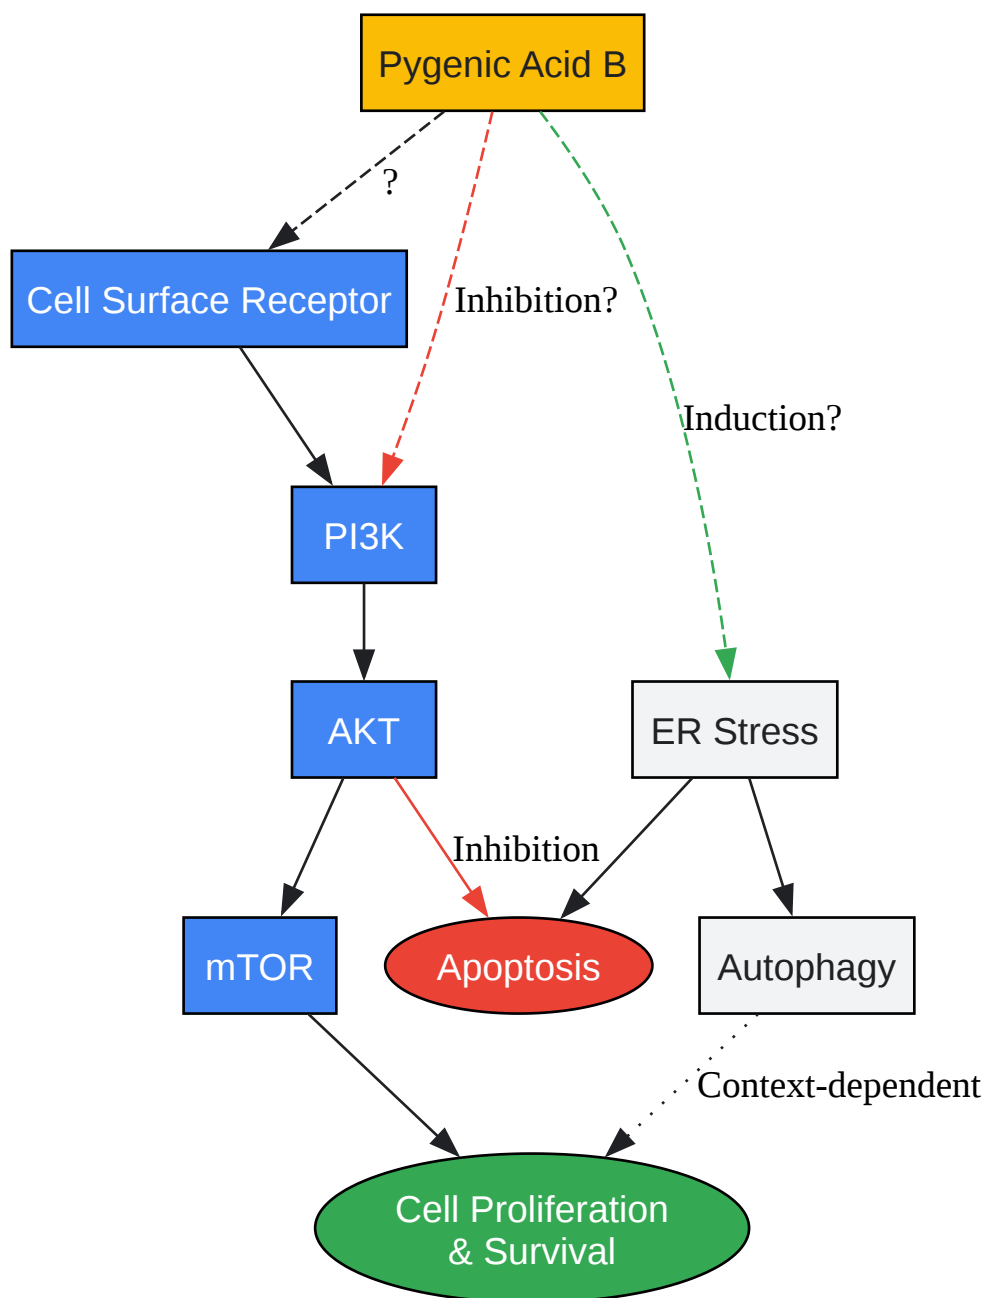 Pygenic Acid B
?
Cell Surface Receptor
Inhibition?
Induction?
PI3K
AKT
ER Stress
Inhibition
mTOR
Apoptosis
Autophagy
Context-dependent
Cell Proliferation
& Survival